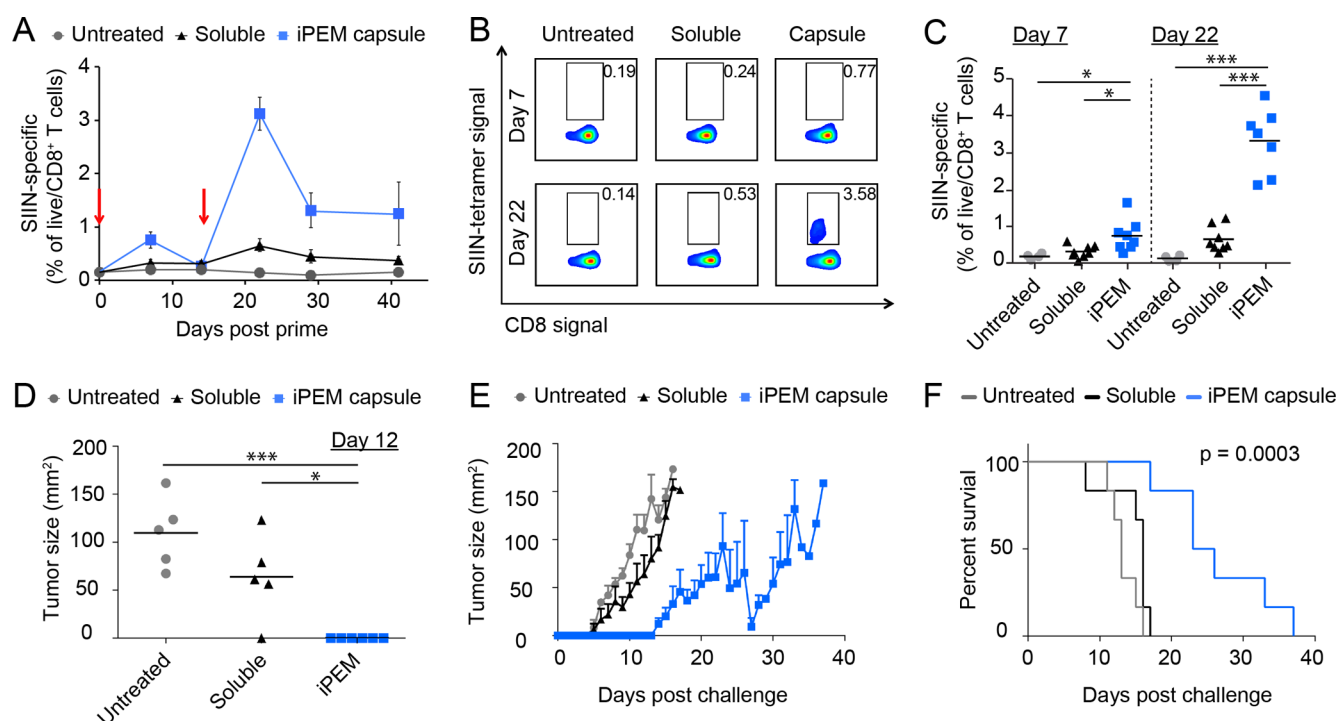 A
Untreated Soluble iPEM capsule
SIIN-specific
(% of live/CD8⁺ T cells)
4
3
2
1
0
0 10 20 30 40
Days post prime
B
Untreated Soluble Capsule
SIIN-tetramer signal
Day 7
0.19 0.24 0.77
Day 22
0.14 0.53 3.58
CD8 signal
C
Day 7 Day 22
SIIN-specific
(% of live/CD8⁺ T cells)
* ***
* ***
5
4
3
2
1
0
Untreated Soluble iPEM Untreated Soluble iPEM
D
Untreated Soluble iPEM capsule
Day 12
***
*
Tumor size (mm²)
200
150
100
50
0
Untreated Soluble iPEM
E
Untreated Soluble iPEM capsule
Tumor size (mm²)
200
150
100
50
0
0 10 20 30 40
Days post challenge
F
Untreated Soluble iPEM capsule
p = 0.0003
Percent survial
100
50
0
0 10 20 30 40
Days post challenge